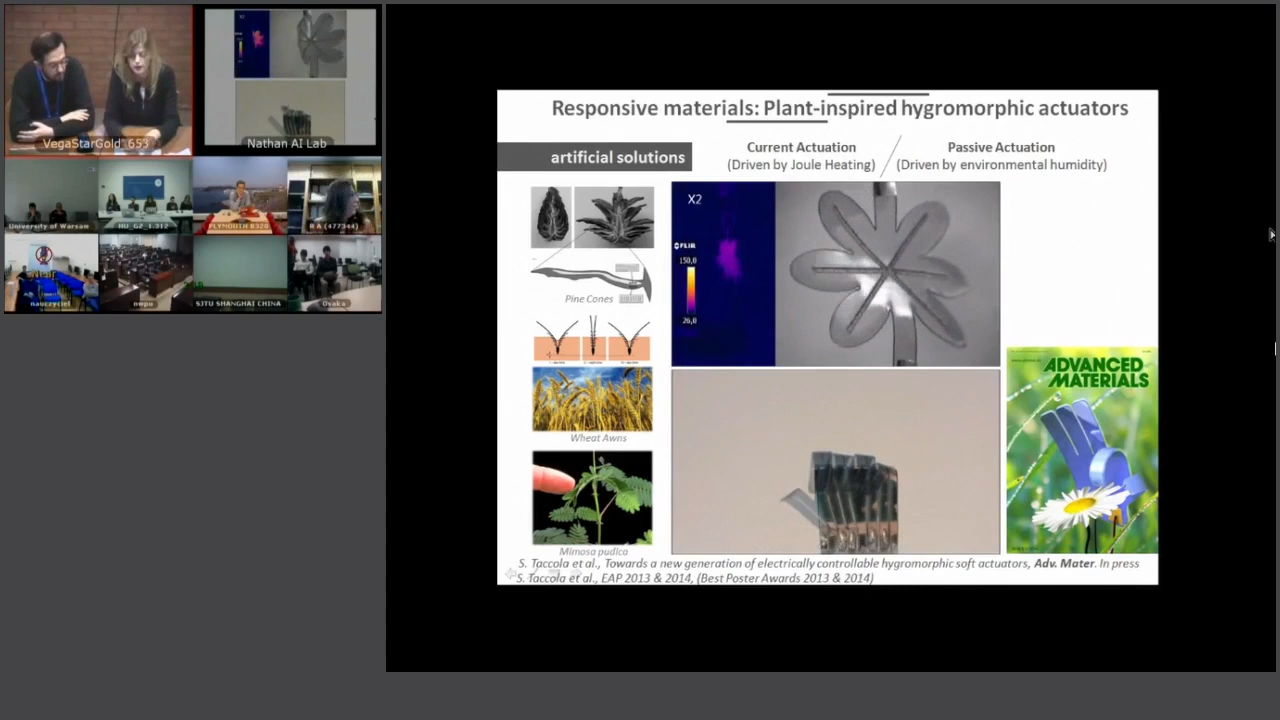 VegaStarGold 653
Nathan AI Lab
University of Warsan
HU_G2_1.312
PLYMOUTH B328
R A (477344)
nauczyciel
nwpu
SJTU SHANGHAI CHINA
Osaka
Responsive materials: Plant-inspired hygromorphic actuators
artificial solutions
Current Actuation
(Driven by Joule Heating)
Passive Actuation
(Driven by environmental humidity)
X2
FLIR
150,0
26,0
Pine Cones
Wheat Awns
Mimosa pudica
ADVANCED
MATERIALS
S. Taccola et al., Towards a new generation of electrically controllable hygromorphic soft actuators, Adv. Mater. In press
S. Taccola et al., EAP 2013 & 2014, (Best Poster Awards 2013 & 2014)